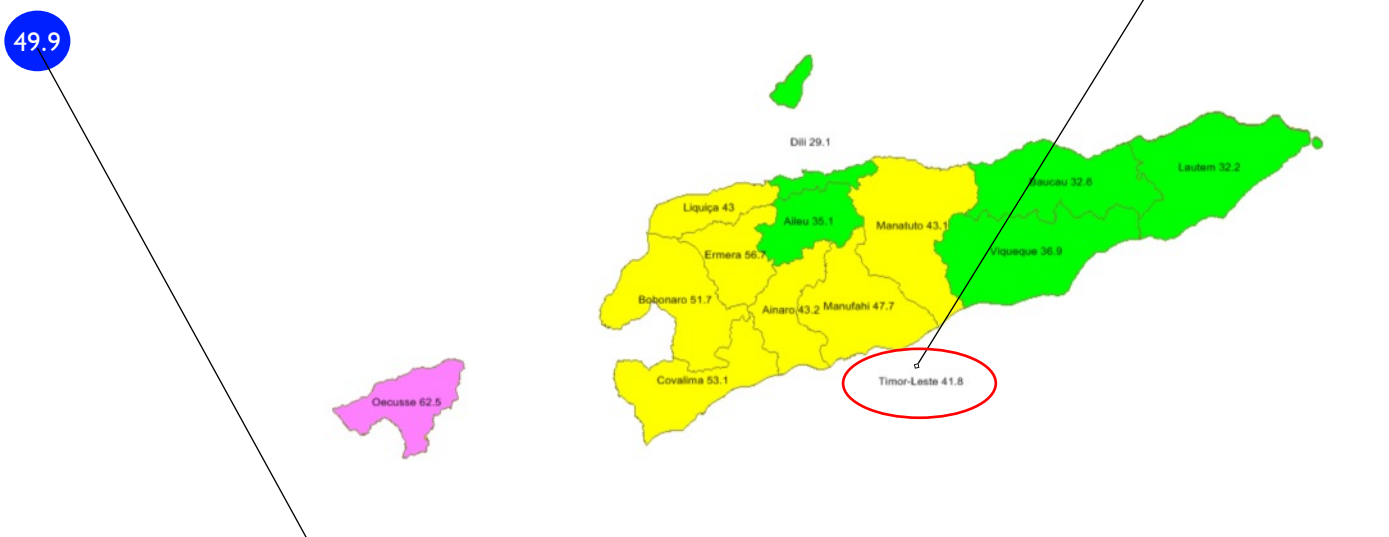 49.9
Dili 29.1
Lautem 32.2
Baucau 32.6
Liquiça 43
Aileu 35.1
Manatuto 43.1
Ermera 56.7
Viqueque 36.9
Bobonaro 51.7
Ainaro 43.2
Manufahi 47.7
Covalima 53.1
Timor-Leste 41.8
Oecusse 62.5